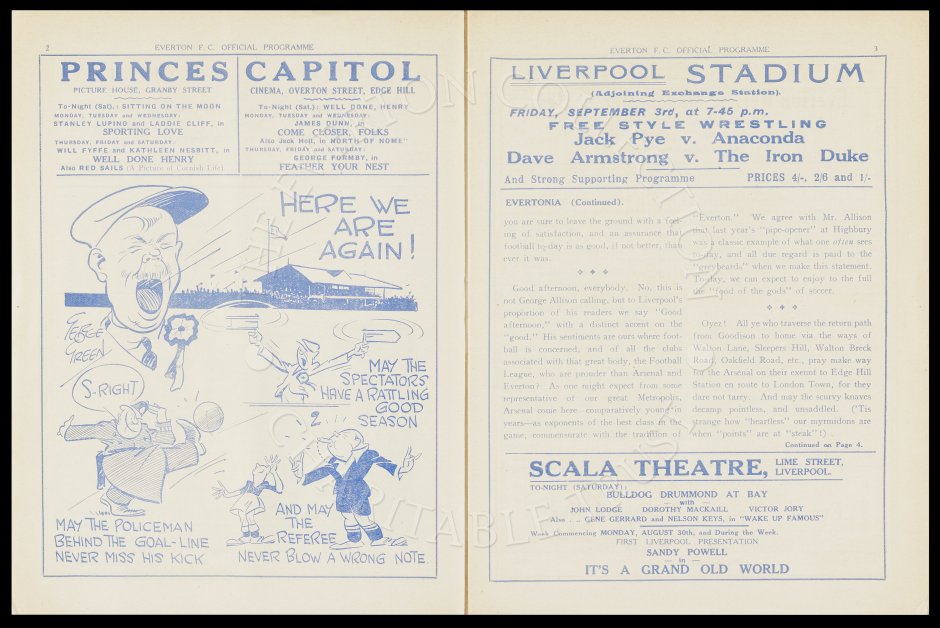 2
EVERTON F. C. OFFICIAL PROGRAMME
PRINCES
PICTURE HOUSE, GRANBY STREET
To-Night (Sat).: SITTING ON THE MOON
MONDAY, TUESDAY and WEDNESDAY:
STANLEY LUPINO and LADDIE CLIFF, in
SPORTING LOVE
THURSDAY, FRIDAY and SATURDAY:
WILL FYFFE and KATHLEEN NESBITT, in
WELL DONE HENRY
Also RED SAILS (A Picture of Cornish Life).
CAPITOL
CINEMA, OVERTON STREET, EDGE HILL
To-Night (Sat.): WELL DONE, HENRY
MONDAY, TUESDAY and WEDNESDAY:
JAMES DUNN, in
COME CLOSER, FOLKS
Also Jack Holt, in NORTH OF NOME
THURSDAY, FRIDAY and SATURDAY:
GEORGE FORMBY, in
FEATHER YOUR NEST
HERE WE
ARE
AGAIN!
GEORGE
GREEN
S-RIGHT
MAY THE
SPECTATORS
HAVE A RATTLING
GOOD
SEASON
MAY THE POLICEMAN
BEHIND THE GOAL-LINE
NEVER MISS HIS KICK
AND MAY
THE
REFEREE
NEVER BLOW A WRONG NOTE.
EVERTON F. C. OFFICIAL PROGRAMME
3
LIVERPOOL STADIUM
(Adjoining Exchange Station).
FRIDAY, SEPTEMBER 3rd, at 7-45 p.m.
FREE STYLE WRESTLING
Jack Pye v. Anaconda
Dave Armstrong v. The Iron Duke
And Strong Supporting Programme PRICES 4/-, 2/6 and 1/-
EVERTONIA (Continued).
you are sure to leave the ground with a feel-
ing of satisfaction, and an assurance that
football to-day is as good, if not better, than
ever it was.
Good afternoon, everybody. No, this is
not George Allison calling, but to Liverpool's
proportion of his readers we say "Good
afternoon," with a distinct accent on the
"good." His sentiments are ours where foot-
ball is concerned, and of all the clubs
associated with that great body, the Football
League, who are prouder than Arsenal and
Everton? As one might expect from some
representative of our great Metropolis,
Arsenal come here—comparatively young in
years—as exponents of the best class in the
game, commensurate with the tradition of
"Everton." We agree with Mr. Allison
that last year's "pipe-opener" at Highbury
was a classic example of what one often sees
to-day, and all due regard is paid to the
"greybeards" when we make this statement.
To-day, we can expect to enjoy to the full
the "food of the gods" of soccer.
Oyez! All ye who traverse the return path
from Goodison to home via the ways of
Walton Lane, Sleepers Hill, Walton Breck
Road, Oakfield Road, etc., pray make way
for the Arsenal on their exeunt to Edge Hill
Station en route to London Town, for they
dare not tarry. And may the scurvy knaves
decamp pointless, and unsaddled. ('Tis
strange how "heartless" our myrmidons are
when "points" are at "steak"!).
Continued on Page 4.
SCALA THEATRE, LIME STREET,
LIVERPOOL.
TO-NIGHT (SATURDAY):
BULLDOG DRUMMOND AT BAY
with
JOHN LODGE DOROTHY MACKAILL VICTOR JORY
Also . . GENE GERRARD and NELSON KEYS, in "WAKE UP FAMOUS"
Week Commencing MONDAY, AUGUST 30th, and During the Week.
FIRST LIVERPOOL PRESENTATION
SANDY POWELL
in
IT'S A GRAND OLD WORLD